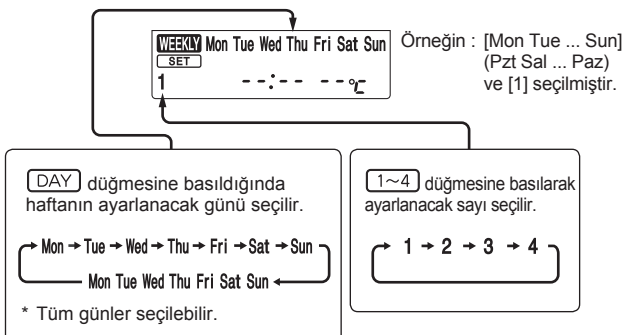 WEEKLY Mon Tue Wed Thu Fri Sat Sun
SET
1 --:-- --°C
Örneğin : [Mon Tue ... Sun]
(Pzt Sal ... Paz)
ve [1] seçilmiştir.
DAY düğmesine basıldığında
haftanın ayarlanacak günü seçilir.
Mon → Tue → Wed → Thu → Fri → Sat → Sun
Mon Tue Wed Thu Fri Sat Sun
* Tüm günler seçilebilir.
1~4 düğmesine basılarak
ayarlanacak sayı seçilir.
1 → 2 → 3 → 4